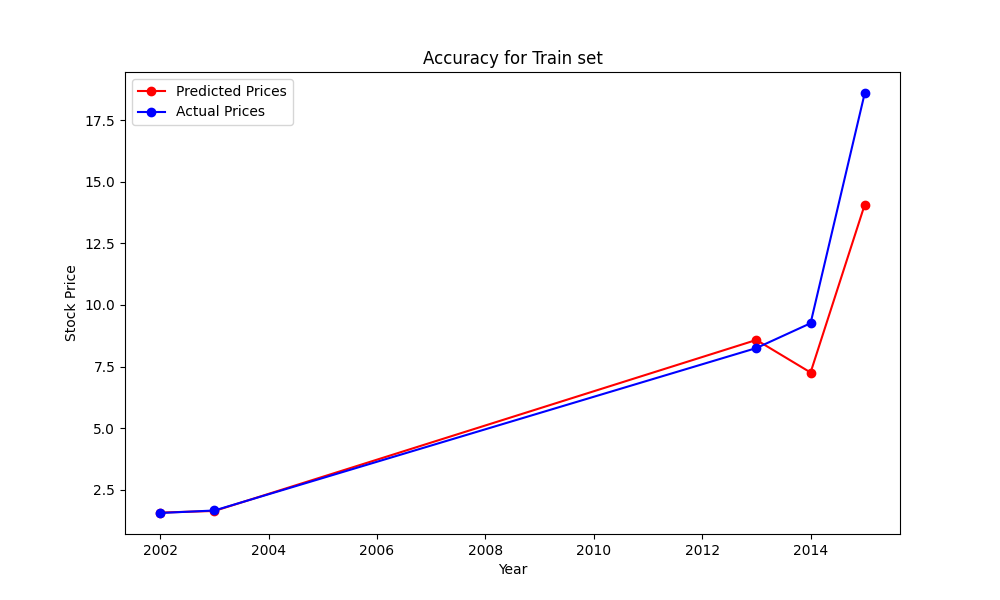 Accuracy for Train set
Predicted Prices
Actual Prices
17.5
15.0
12.5
10.0
7.5
5.0
2.5
Stock Price
2002 2004 2006 2008 2010 2012 2014
Year